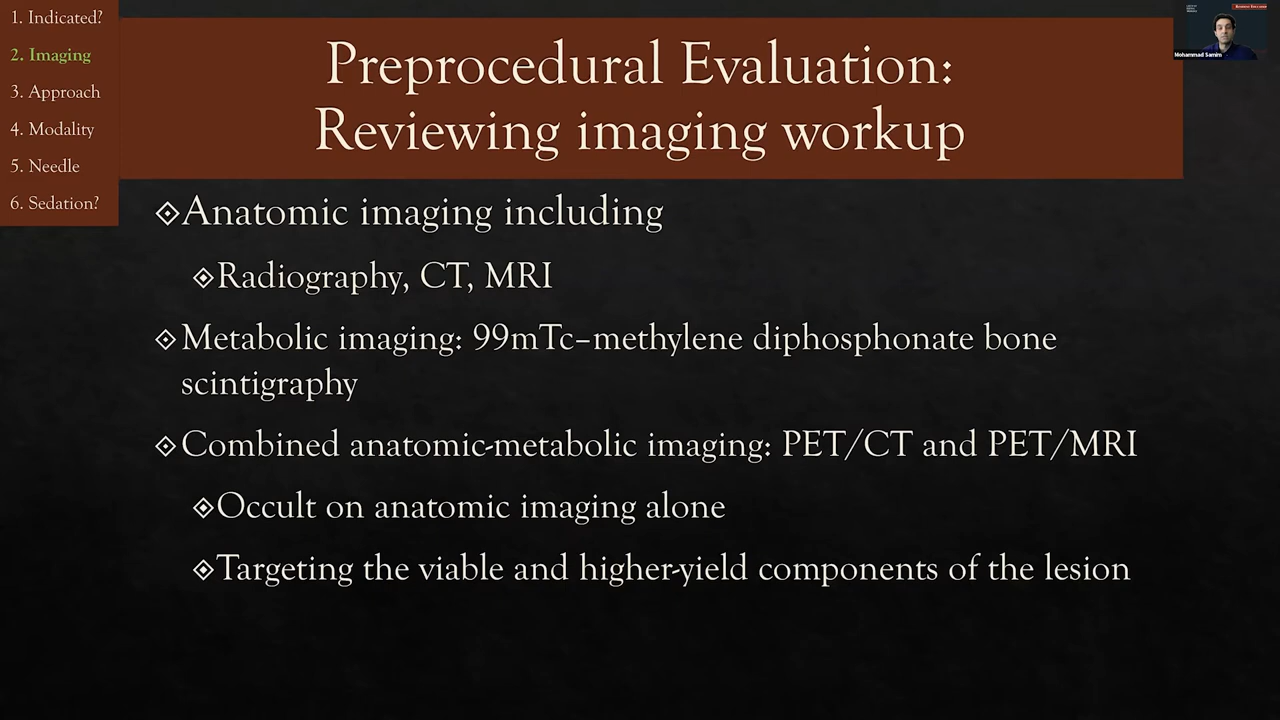 1. Indicated?
2. Imaging
3. Approach
4. Modality
5. Needle
6. Sedation?
Preprocedural Evaluation:
Reviewing imaging workup
Anatomic imaging including
Radiography, CT, MRI
Metabolic imaging: 99mTc–methylene diphosphonate bone
scintigraphy
Combined anatomic-metabolic imaging: PET/CT and PET/MRI
Occult on anatomic imaging alone
Targeting the viable and higher-yield components of the lesion
Mohammad Samim